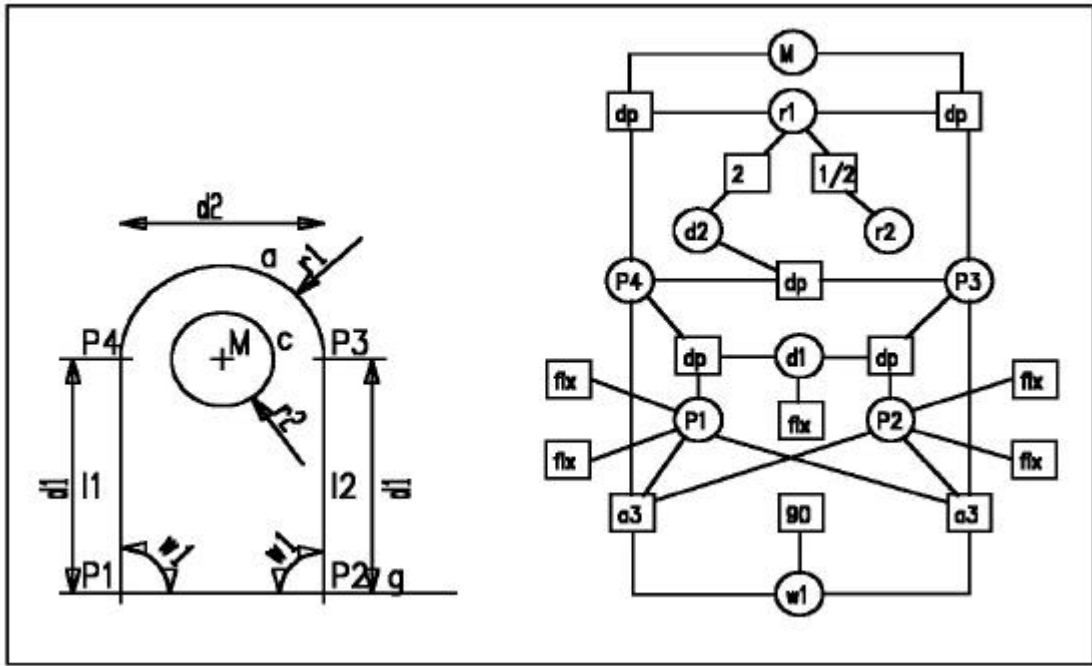 d2
a
r1
P4
M
c
P3
r2
d1
l1
l2
d1
w1
w1
P1
P2
g
M
dp
r1
dp
2
1/2
d2
r2
P4
dp
P3
dp
d1
dp
fix
fix
P1
fix
P2
fix
fix
a3
90
a3
w1